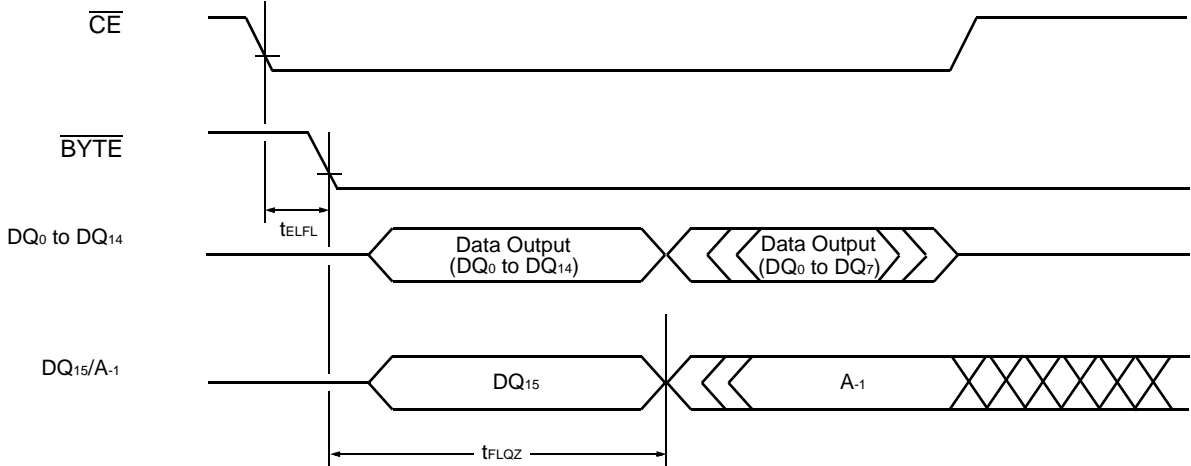 CE
BYTE
tELFL
DQ0 to DQ14
Data Output
(DQ0 to DQ14)
Data Output
(DQ0 to DQ7)
DQ15/A-1
DQ15
A-1
tFLQZ